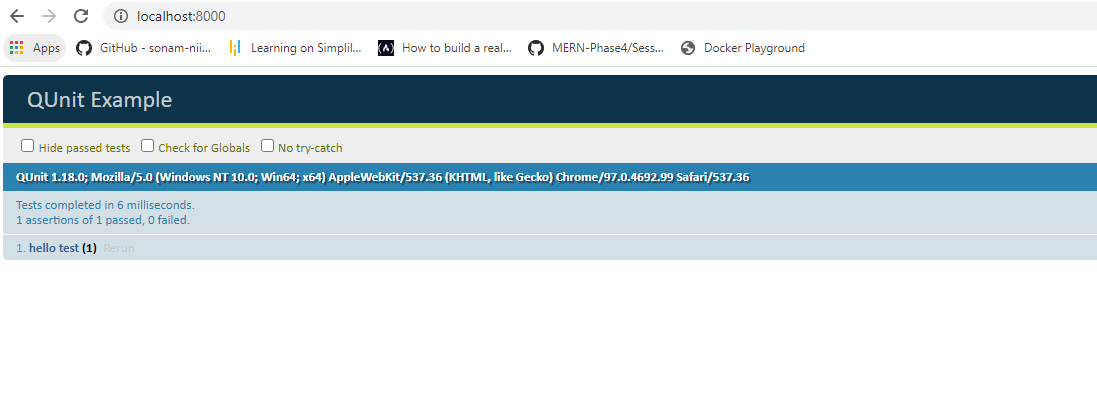 localhost:8000
Apps GitHub - sonam-nii... Learning on Simplil... How to build a real... MERN-Phase4/Sess... Docker Playground
QUnit Example
Hide passed tests Check for Globals No try-catch
QUnit 1.18.0; Mozilla/5.0 (Windows NT 10.0; Win64; x64) AppleWebKit/537.36 (KHTML, like Gecko) Chrome/97.0.4692.99 Safari/537.36
Tests completed in 6 milliseconds.
1 assertions of 1 passed, 0 failed.
1. hello test (1) Rerun